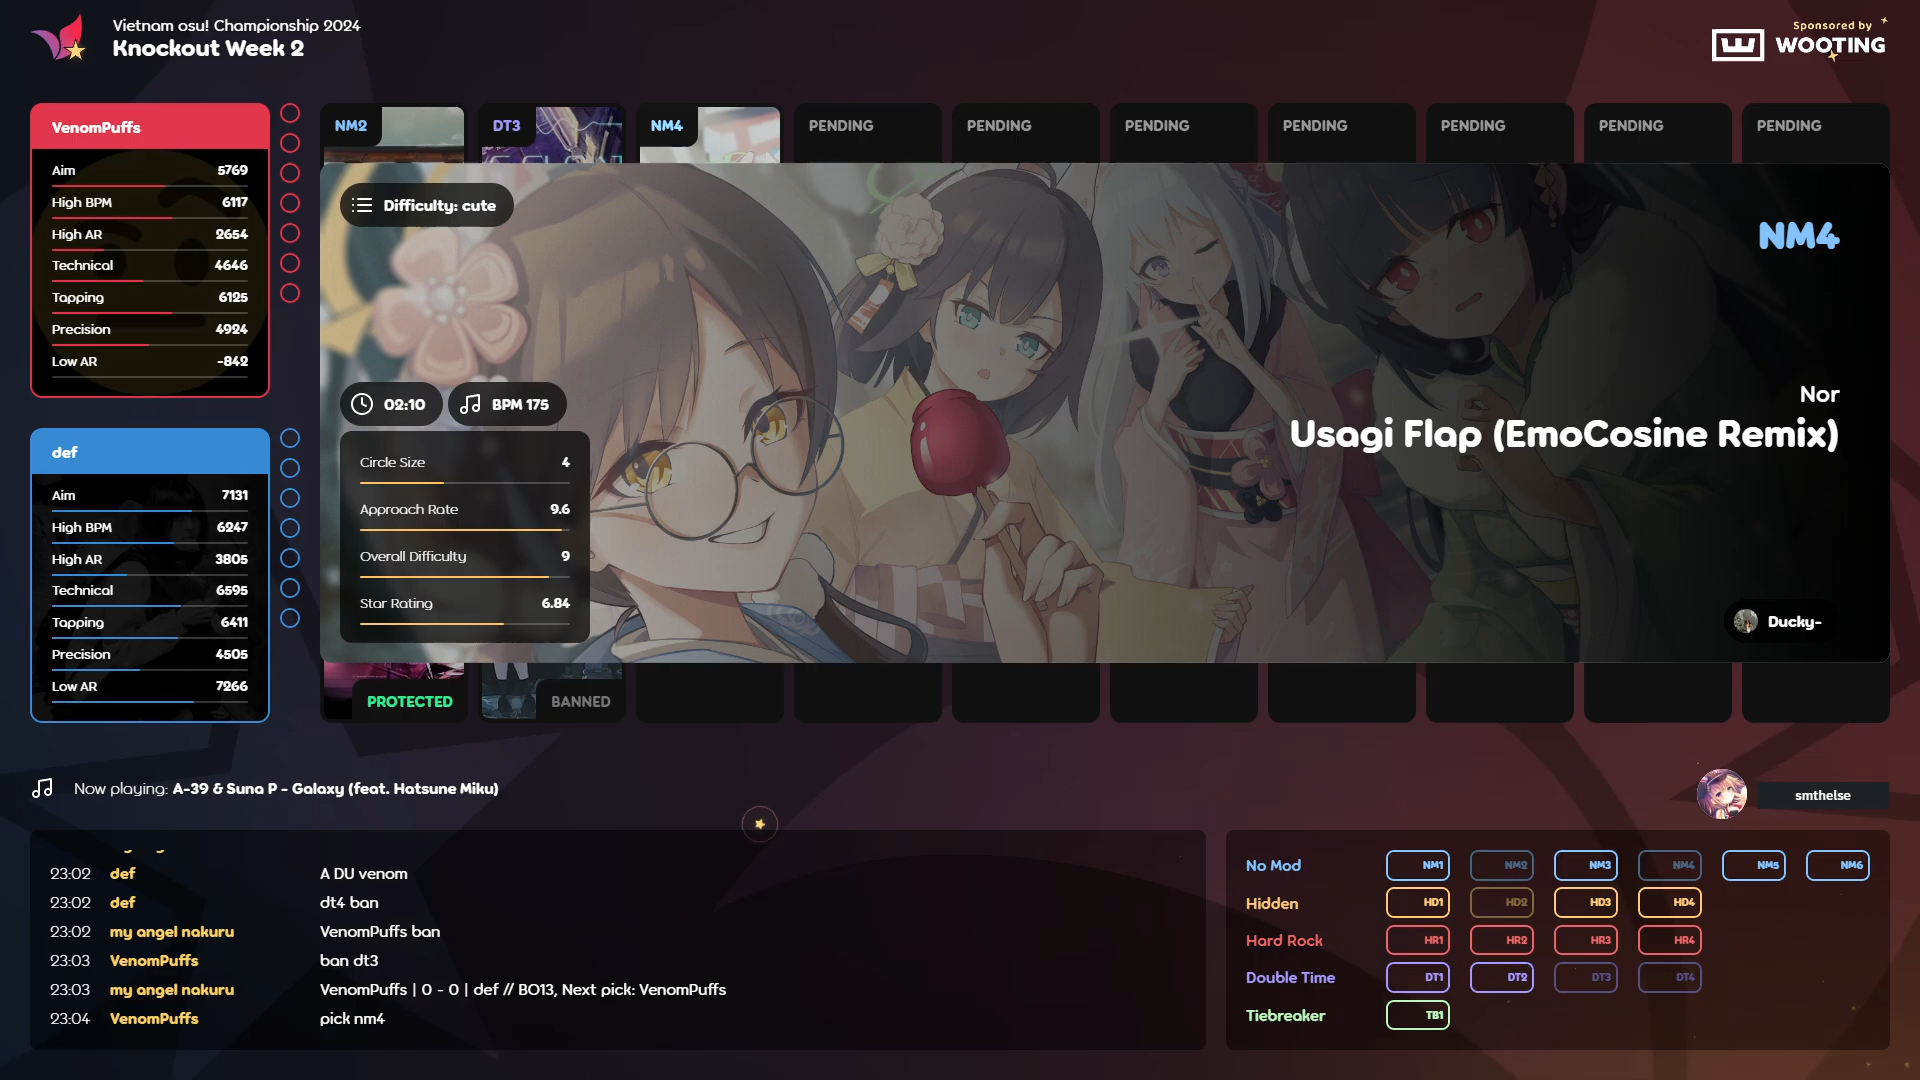 Vietnam osu! Championship 2024
Knockout Week 2
Sponsored by
WOOTING
VenomPuffs
Aim 5769
High BPM 6117
High AR 2654
Technical 4646
Tapping 6125
Precision 4924
Low AR -842
def
Aim 7131
High BPM 6247
High AR 3805
Technical 6595
Tapping 6411
Precision 4505
Low AR 7266
NM2 DT3 NM4 PENDING PENDING PENDING PENDING PENDING PENDING PENDING
Difficulty: cute
NM4
02:10 BPM 175
Circle Size 4
Approach Rate 9.6
Overall Difficulty 9
Star Rating 6.84
Nor
Usagi Flap (EmoCosine Remix)
Ducky-
PROTECTED BANNED
Now playing: A-39 & Suna P - Galaxy (feat. Hatsune Miku)
smthelse
23:02 def A DU venom
23:02 def dt4 ban
23:02 my angel nakuru VenomPuffs ban
23:03 VenomPuffs ban dt3
23:03 my angel nakuru VenomPuffs | 0 - 0 | def // BO13, Next pick: VenomPuffs
23:04 VenomPuffs pick nm4
No Mod NM1 NM2 NM3 NM4 NM5 NM6
Hidden HD1 HD2 HD3 HD4
Hard Rock HR1 HR2 HR3 HR4
Double Time DT1 DT2 DT3 DT4
Tiebreaker TB1